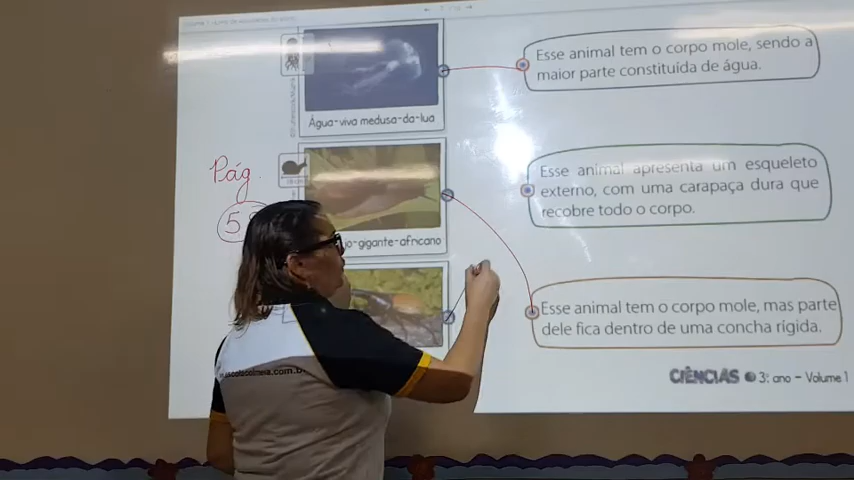 Esse animal tem o corpo mole, sendo a
maior parte constituída de água.
Água-viva medusa-da-lua
Pág.
Esse animal apresenta um esqueleto
externo, com uma carapaça dura que
recobre todo o corpo.
-gigante-africano
Esse animal tem o corpo mole, mas parte
dele fica dentro de uma concha rígida.
CIÊNCIAS 3º. ano – Volume 1